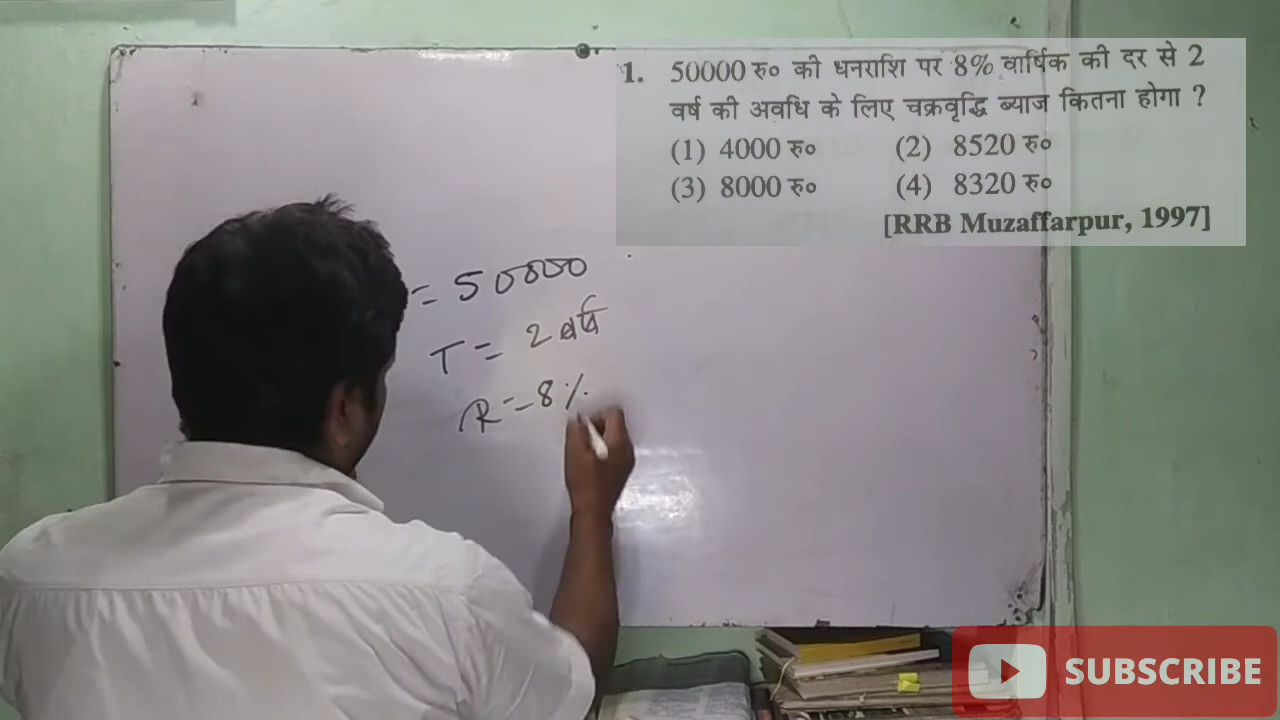 1. 50000 रु० की धनराशि पर 8% वार्षिक की दर से 2
वर्ष की अवधि के लिए चक्रवृद्धि ब्याज कितना होगा ?
(1) 4000 रु० (2) 8520 रु०
(3) 8000 रु० (4) 8320 रु०
[RRB Muzaffarpur, 1997]
= 50000
T = 2 वर्ष
R = 8%
SUBSCRIBE